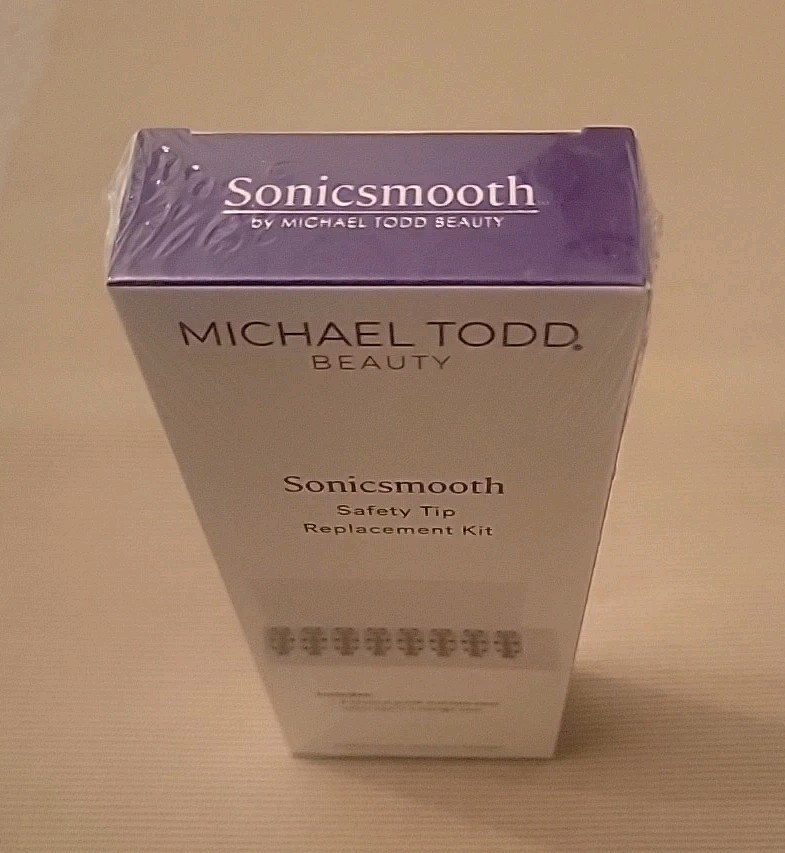 Sonicsmooth
by MICHAEL TODD BEAUTY
MICHAEL TODD®
BEAUTY
Sonicsmooth
Safety Tip
Replacement Kit